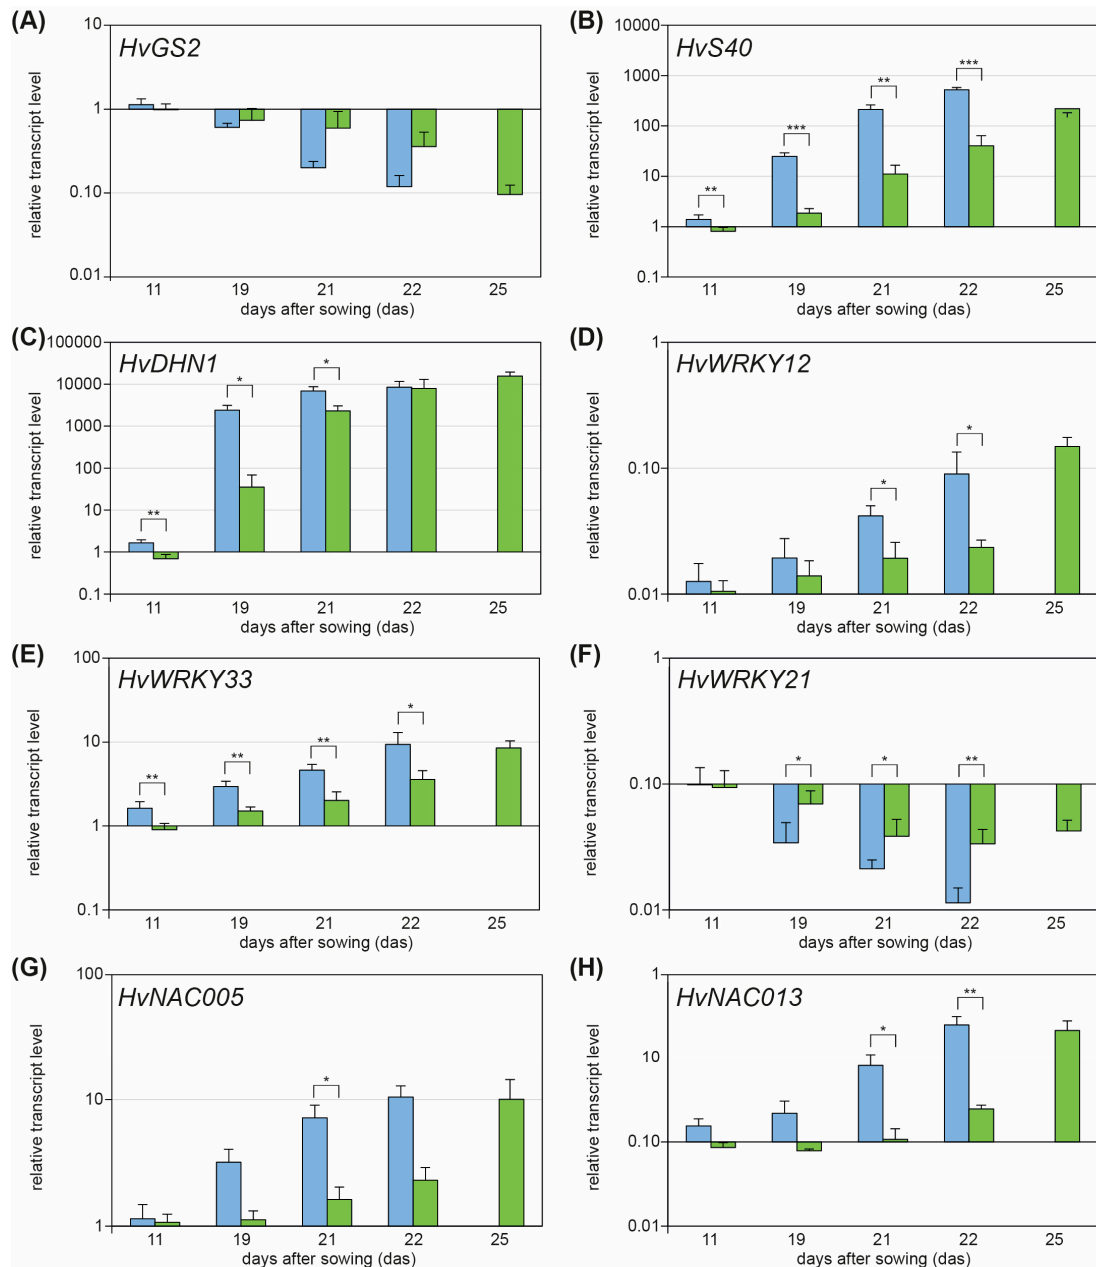 (A)
HvGS2
relative transcript level
10
1
0.10
0.01
11 19 21 22 25
days after sowing (das)
(B)
HvS40
relative transcript level
10000
1000
100
10
1
0.1
** *** ** ***
11 19 21 22 25
days after sowing (das)
(C)
HvDHN1
relative transcript level
100000
10000
1000
100
10
1
0.1
** * *
11 19 21 22 25
days after sowing (das)
(D)
HvWRKY12
relative transcript level
1
0.10
0.01
* *
11 19 21 22 25
days after sowing (das)
(E)
HvWRKY33
relative transcript level
100
10
1
0.1
** ** ** *
11 19 21 22 25
days after sowing (das)
(F)
HvWRKY21
relative transcript level
1
0.10
0.01
* * **
11 19 21 22 25
days after sowing (das)
(G)
HvNAC005
relative transcript level
100
10
1
*
11 19 21 22 25
days after sowing (das)
(H)
HvNAC013
relative transcript level
1
10
0.10
0.01
* **
11 19 21 22 25
days after sowing (das)